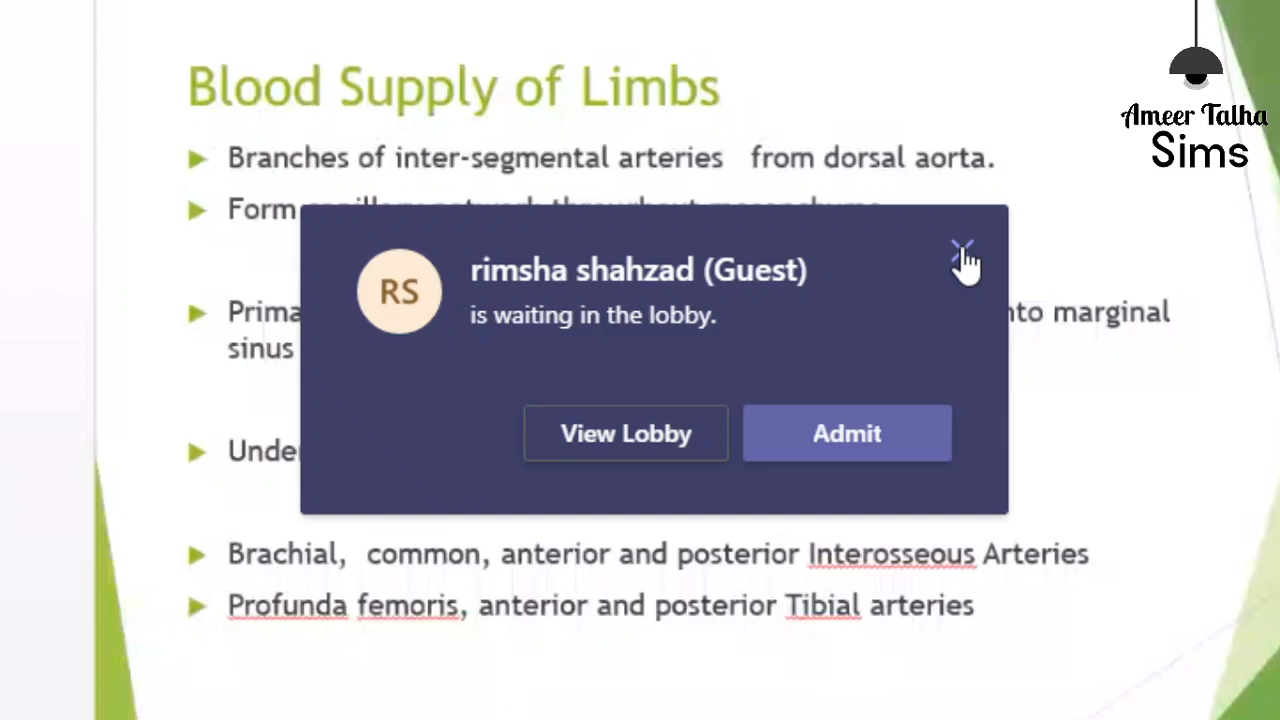 Blood Supply of Limbs
Ameer Talha
Sims
Branches of inter-segmental arteries from dorsal aorta.
Form
rimsha shahzad (Guest)
RS
is waiting in the lobby.
nto marginal
sinus
View Lobby
Admit
Brachial, common, anterior and posterior Interosseous Arteries
Profunda femoris, anterior and posterior Tibial arteries